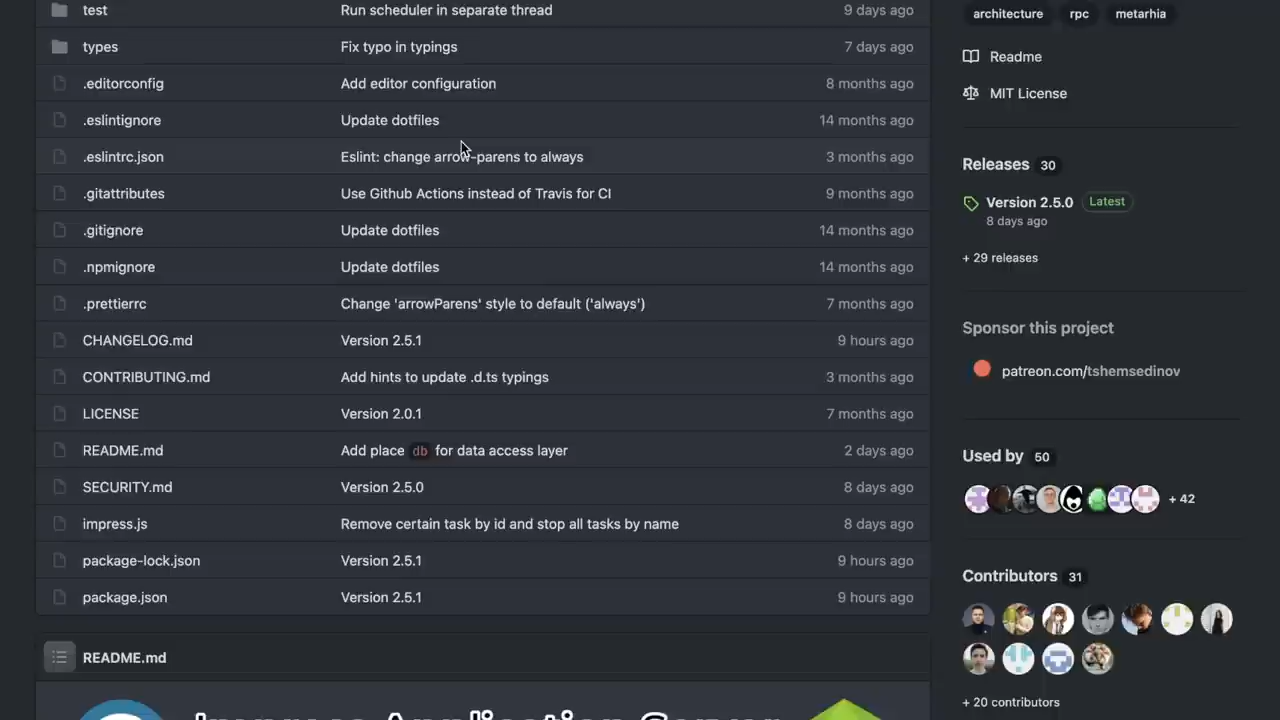 test Run scheduler in separate thread 9 days ago
types Fix typo in typings 7 days ago
.editorconfig Add editor configuration 8 months ago
.eslintignore Update dotfiles 14 months ago
.eslintrc.json Eslint: change arrow-parens to always 3 months ago
.gitattributes Use Github Actions instead of Travis for CI 9 months ago
.gitignore Update dotfiles 14 months ago
.npmignore Update dotfiles 14 months ago
.prettierrc Change 'arrowParens' style to default ('always') 7 months ago
CHANGELOG.md Version 2.5.1 9 hours ago
CONTRIBUTING.md Add hints to update .d.ts typings 3 months ago
LICENSE Version 2.0.1 7 months ago
README.md Add place db for data access layer 2 days ago
SECURITY.md Version 2.5.0 8 days ago
impress.js Remove certain task by id and stop all tasks by name 8 days ago
package-lock.json Version 2.5.1 9 hours ago
package.json Version 2.5.1 9 hours ago
README.md
Impress Application Server
architecture rpc metarhia
Readme
MIT License
Releases 30
Version 2.5.0 Latest
8 days ago
+ 29 releases
Sponsor this project
patreon.com/tshemsedinov
Used by 50
+ 42
Contributors 31
+ 20 contributors